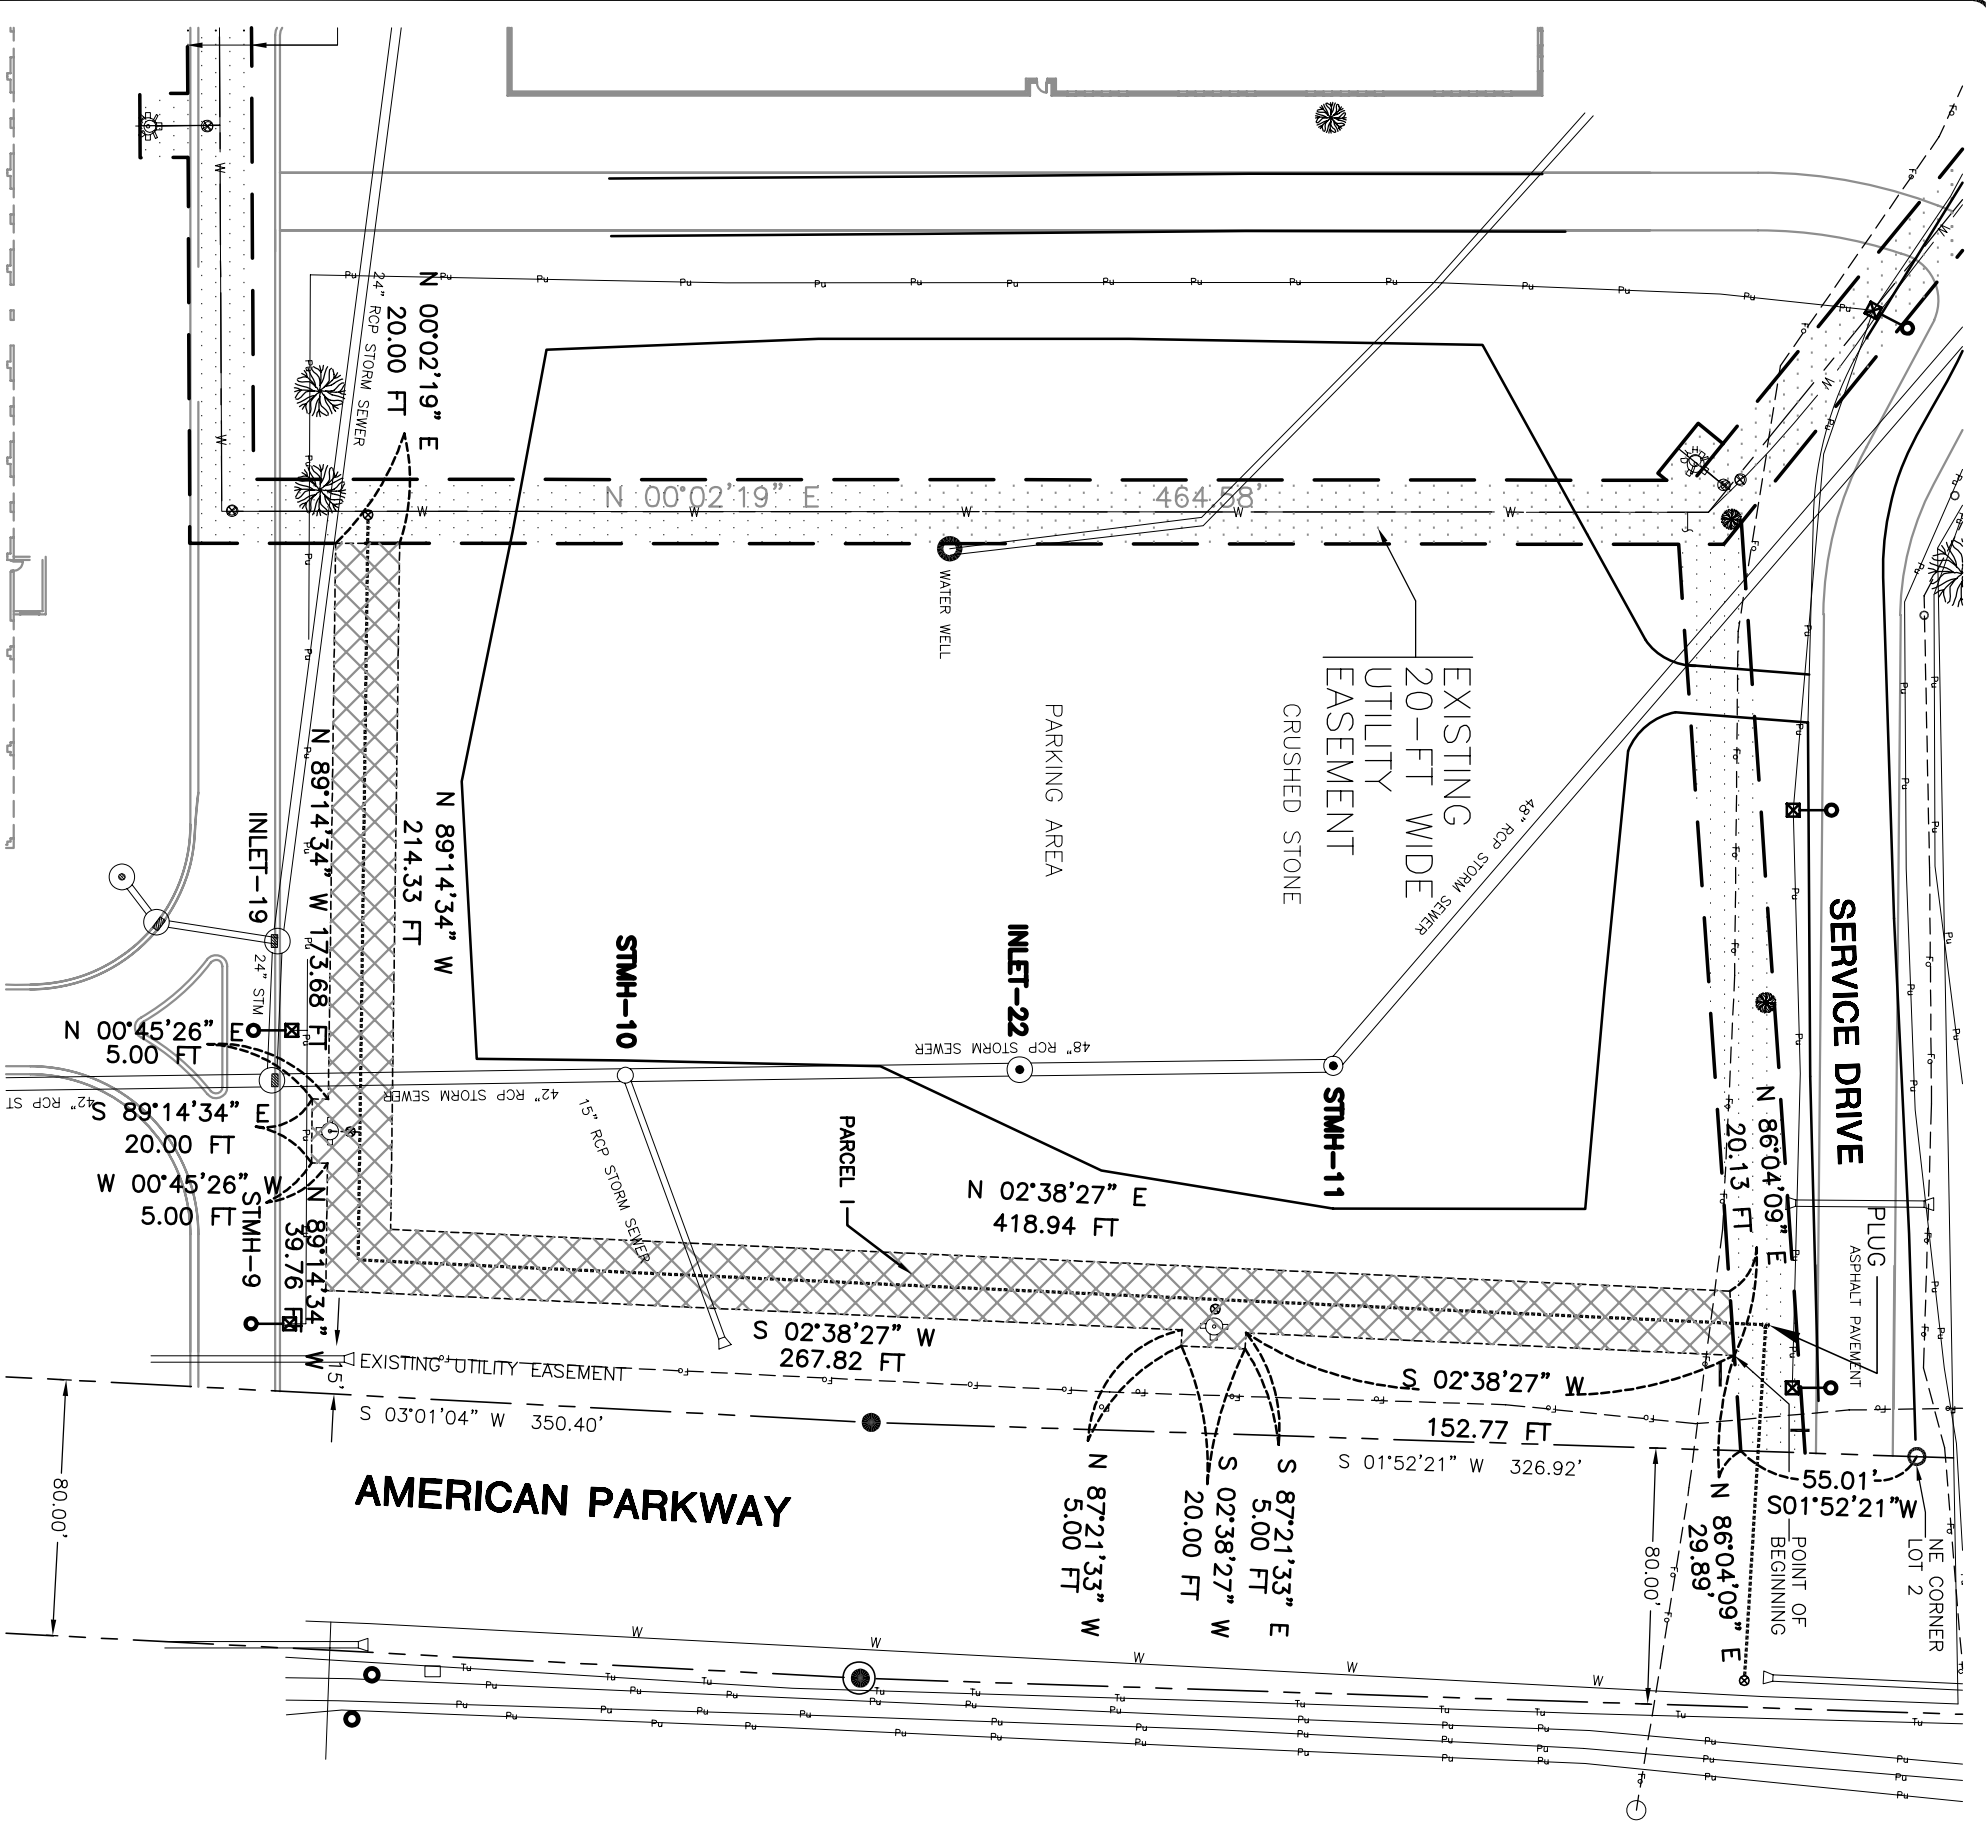 N 00°02'19" E
20.00 FT
24" RCP STORM SEWER
N 00°02'19" E 464.58'
WATER WELL
EXISTING
20-FT WIDE
UTILITY
EASEMENT
PARKING AREA
CRUSHED STONE
48" RCP STORM SEWER
N 89°14'34" W 173.68 FT
N 89°14'34" W
214.33 FT
INLET-19
24" STM
STMH-10
INLET-22
48" RCP STORM SEWER
STMH-11
SERVICE DRIVE
N 00°45'26" E
5.00 FT
S 89°14'34" E
20.00 FT
W 00°45'26" W
5.00 FT
42" RCP ST
42" RCP STORM SEWER
15" RCP STORM SEWER
STMH-9
N 89°14'34" W
39.76 FT
PARCEL I
N 02°38'27" E
418.94 FT
N 86°04'09" E
20.13 FT
PLUG
ASPHALT PAVEMENT
S 02°38'27" W
267.82 FT
15'
EXISTING UTILITY EASEMENT
S 03°01'04" W 350.40'
S 02°38'27" W
152.77 FT
S 01°52'21" W 326.92'
55.01'
S01°52'21"W
AMERICAN PARKWAY
80.00'
N 87°21'33" W
5.00 FT
S 02°38'27" W
20.00 FT
S 87°21'33" E
5.00 FT
80.00'
N 86°04'09" E
29.89'
POINT OF
BEGINNING
NE CORNER
LOT 2